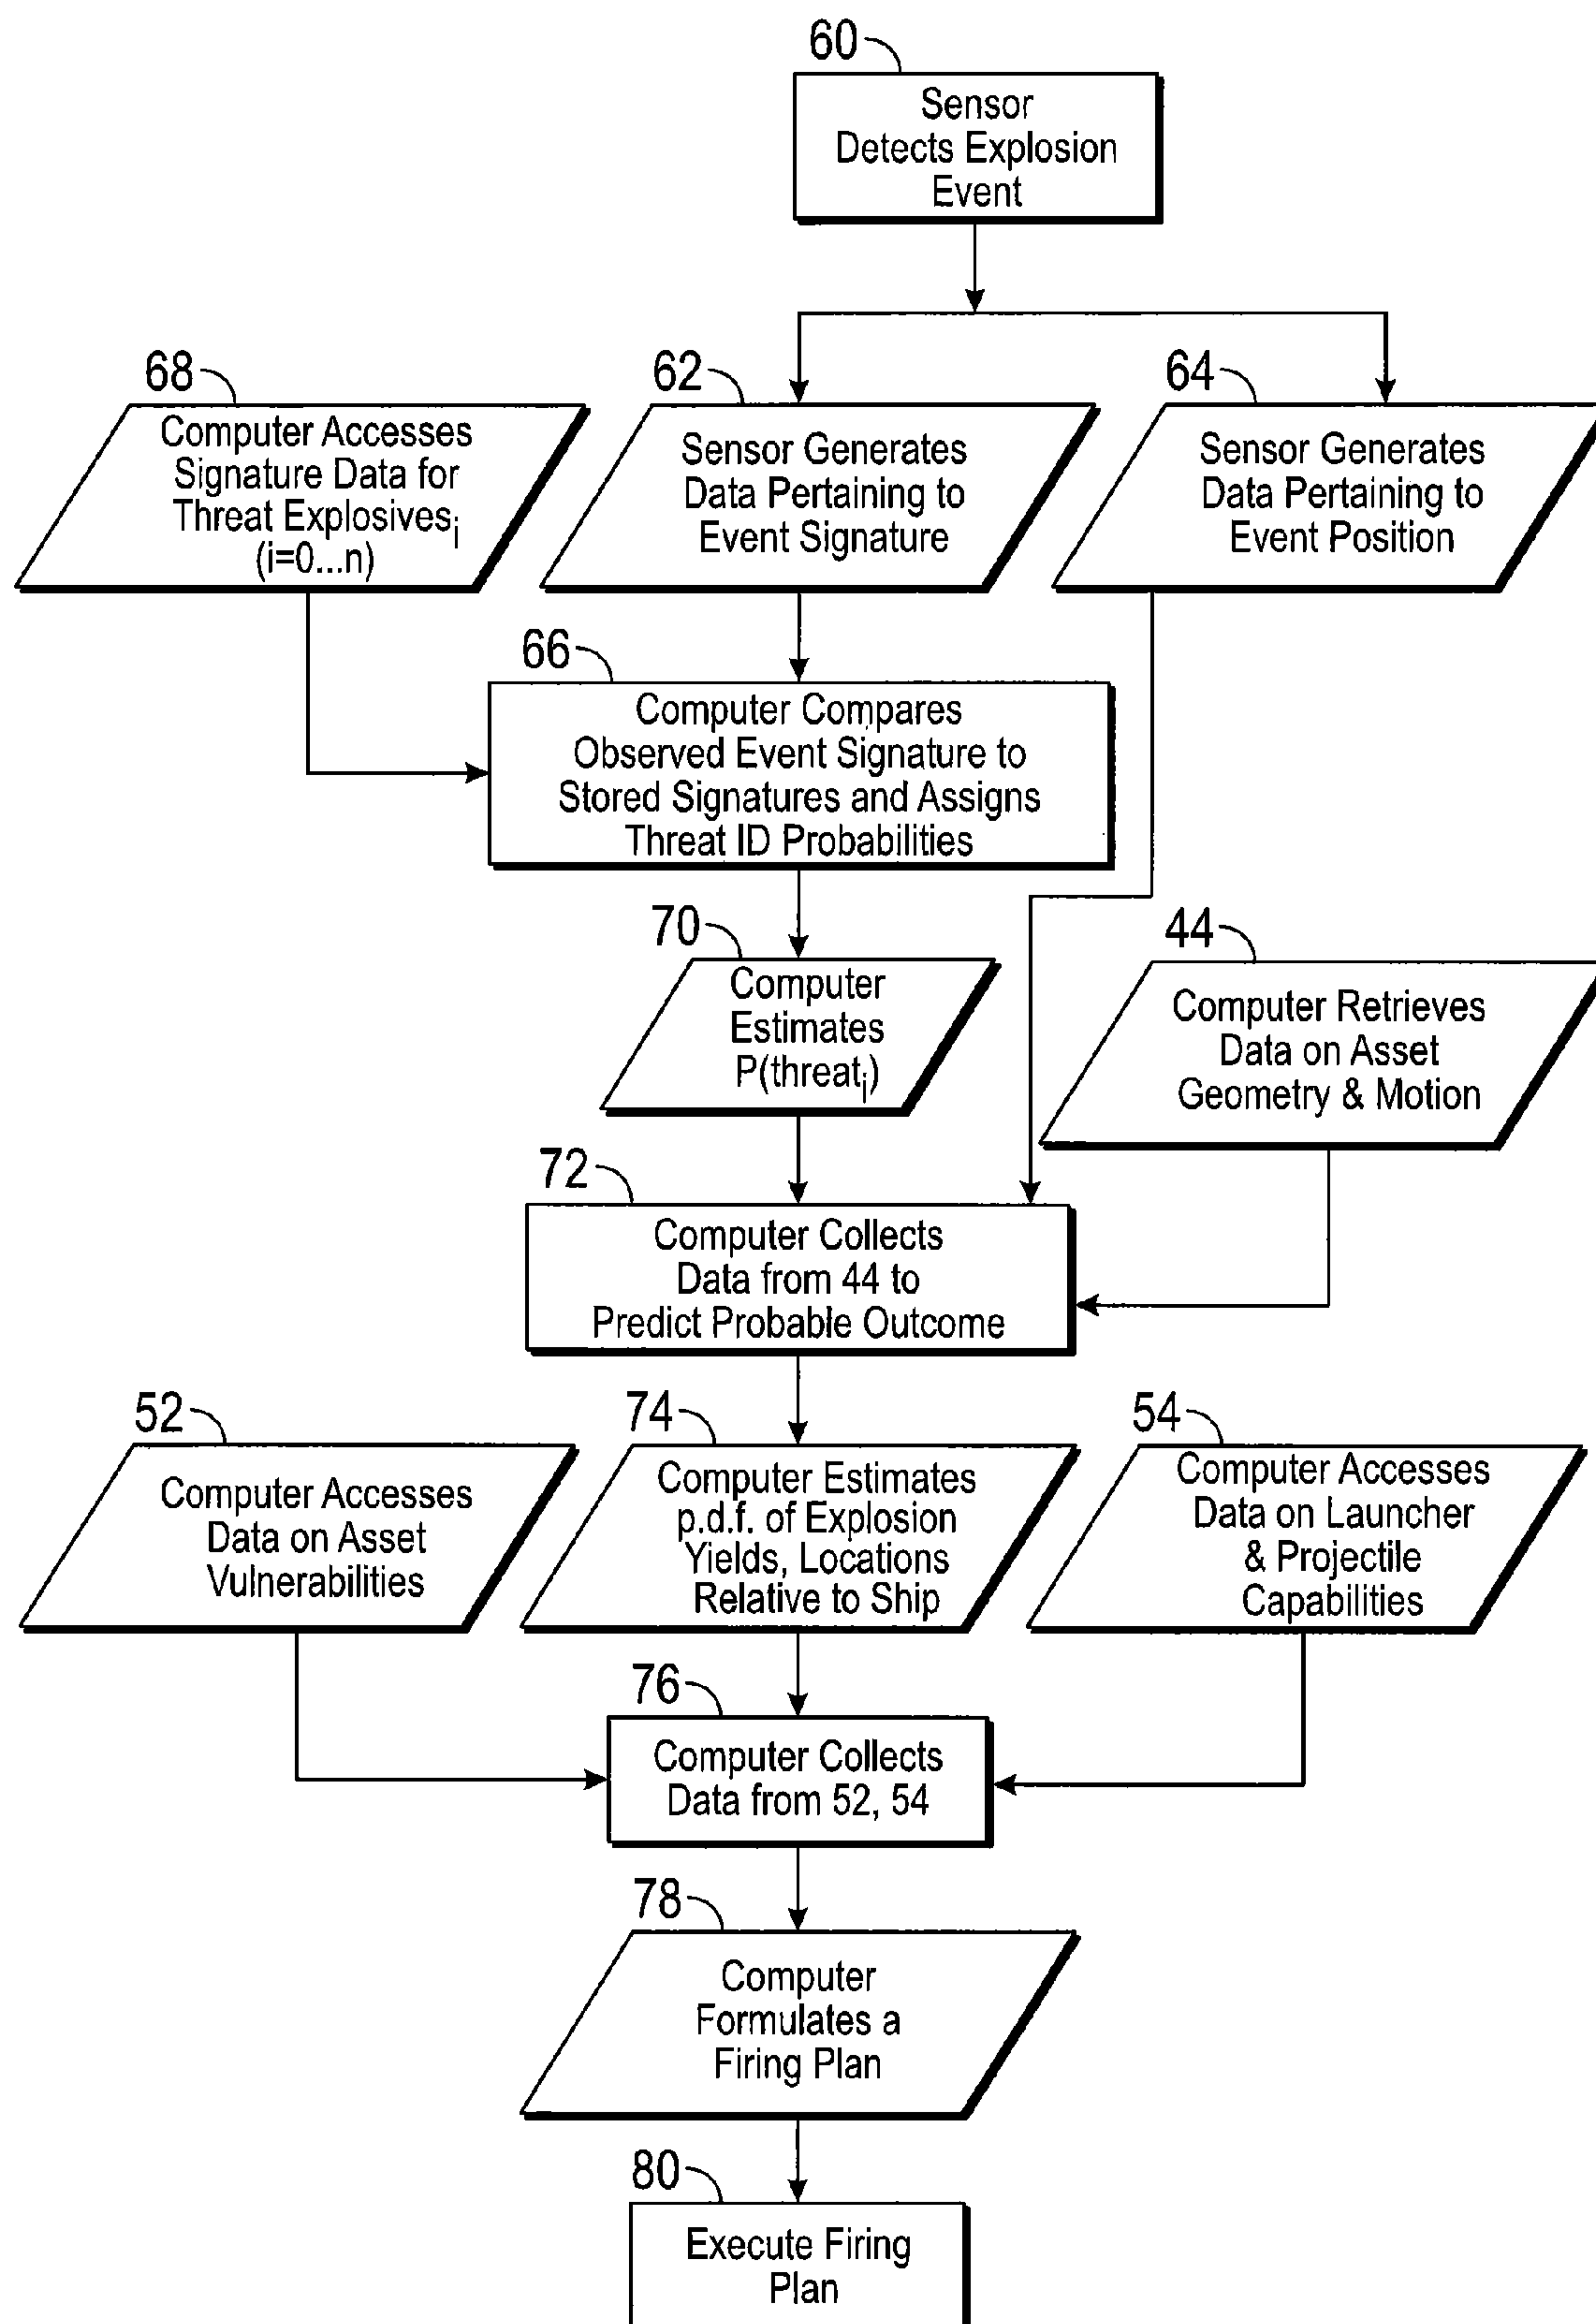 60
Sensor
Detects Explosion
Event
68
Computer Accesses
Signature Data for
Threat Explosivesi
(i=0...n)
62
Sensor Generates
Data Pertaining to
Event Signature
64
Sensor Generates
Data Pertaining to
Event Position
66
Computer Compares
Observed Event Signature to
Stored Signatures and Assigns
Threat ID Probabilities
70
Computer
Estimates
P(threati)
44
Computer Retrieves
Data on Asset
Geometry & Motion
72
Computer Collects
Data from 44 to
Predict Probable Outcome
52
Computer Accesses
Data on Asset
Vulnerabilities
74
Computer Estimates
p.d.f. of Explosion
Yields, Locations
Relative to Ship
54
Computer Accesses
Data on Launcher
& Projectile
Capabilities
76
Computer Collects
Data from 52, 54
78
Computer
Formulates a
Firing Plan
80
Execute Firing
Plan